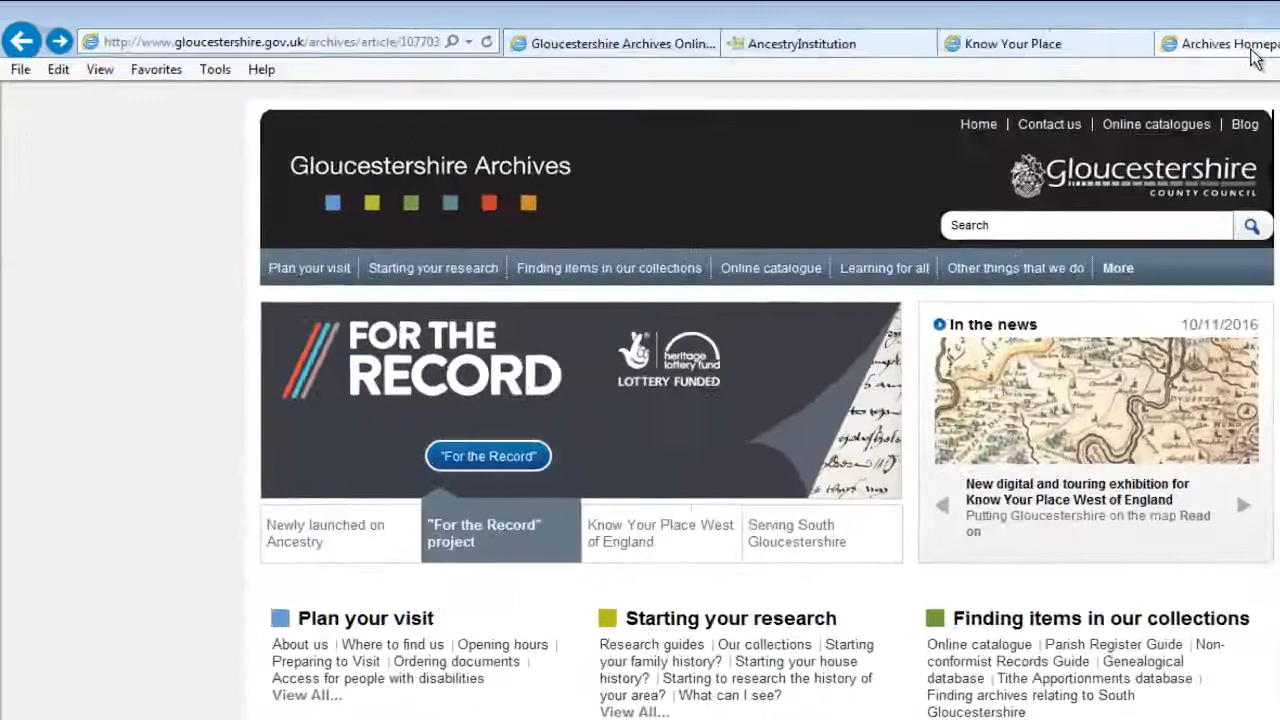 http://www.gloucestershire.gov.uk/archives/article/107703
Gloucestershire Archives Onlin...
AncestryInstitution
Know Your Place
Archives Homepa
File Edit View Favorites Tools Help
Home | Contact us | Online catalogues | Blog
Gloucestershire Archives
Gloucestershire
COUNTY COUNCIL
Search
Plan your visit Starting your research Finding items in our collections Online catalogue Learning for all Other things that we do More
FOR THE
RECORD
heritage
lottery fund
LOTTERY FUNDED
"For the Record"
In the news 10/11/2016
New digital and touring exhibition for
Know Your Place West of England
Putting Gloucestershire on the map Read
on
Newly launched on
Ancestry
"For the Record"
project
Know Your Place West
of England
Serving South
Gloucestershire
Plan your visit
About us | Where to find us | Opening hours |
Preparing to Visit | Ordering documents |
Access for people with disabilities
View All...
Starting your research
Research guides | Our collections | Starting
your family history? | Starting your house
history? | Starting to research the history of
your area? | What can I see?
View All...
Finding items in our collections
Online catalogue | Parish Register Guide | Non-
conformist Records Guide | Genealogical
database | Tithe Apportionments database |
Finding archives relating to South
Gloucestershire